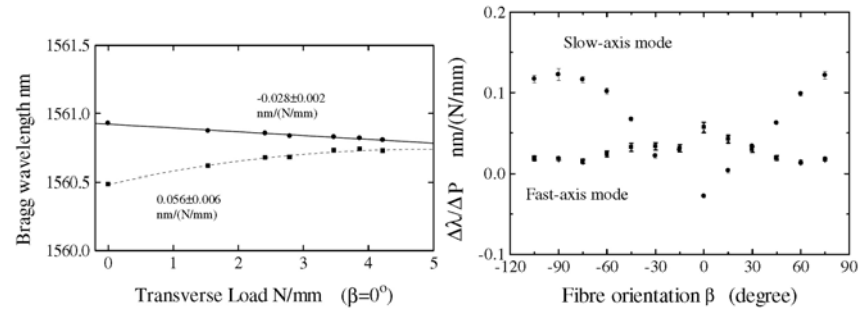 1561.5
1561.0
1560.5
1560.0
Bragg wavelength nm
-0.028±0.002
nm/(N/mm)
0.056±0.006
nm/(N/mm)
0 1 2 3 4 5
Transverse Load N/mm (β=0°)
0.2
0.1
0.0
-0.1
Δλ/ΔP nm/(N/mm)
Slow-axis mode
Fast-axis mode
-120 -90 -60 -30 0 30 60 90
Fibre orientation β (degree)